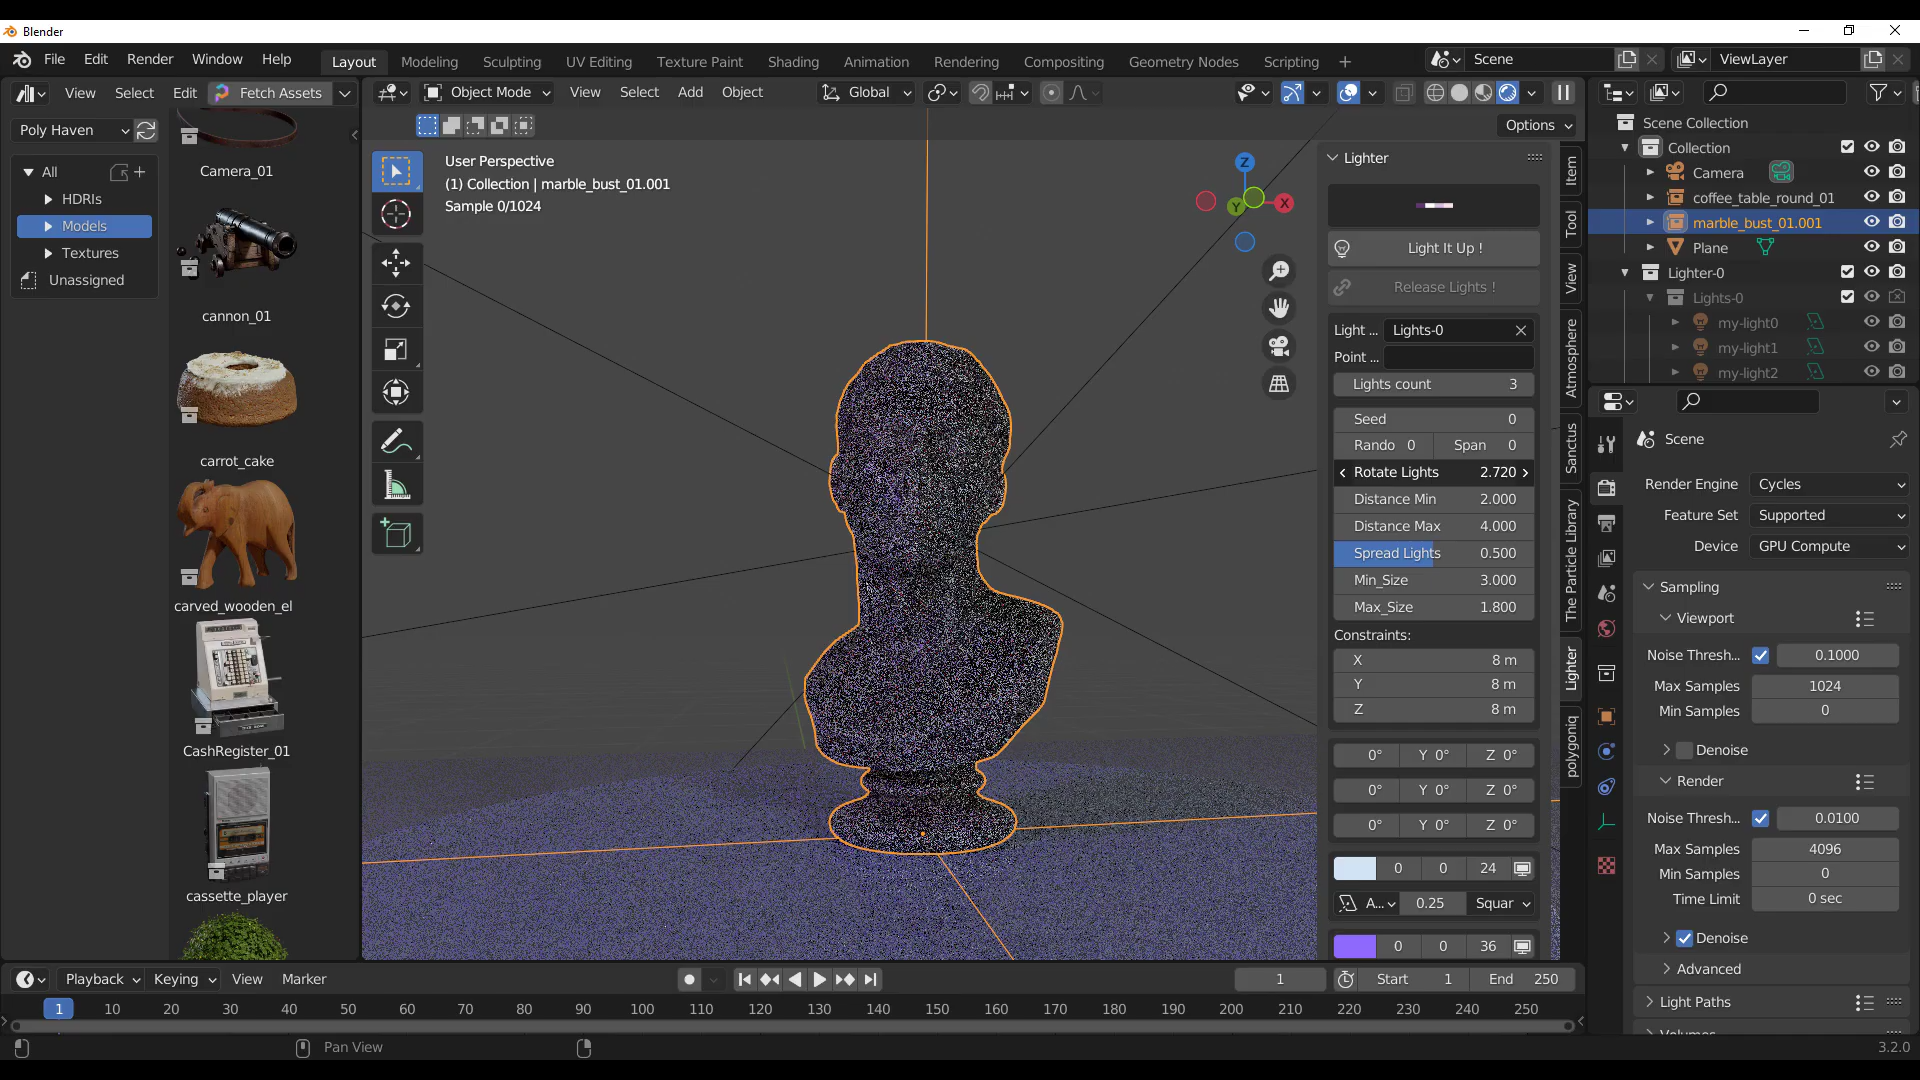 Blender
File Edit Render Window Help Layout Modeling Sculpting UV Editing Texture Paint Shading Animation Rendering Compositing Geometry Nodes Scripting + Scene ViewLayer
View Select Edit Fetch Assets Object Mode View Select Add Object Global
Poly Haven Options
All
HDRIs
Models
Textures
Unassigned
Camera_01
cannon_01
carrot_cake
carved_wooden_el
CashRegister_01
cassette_player
User Perspective
(1) Collection | marble_bust_01.001
Sample 0/1024
Z
X
Y
Lighter
Light It Up !
Release Lights !
Light ... Lights-0
Point ...
Lights count 3
Seed 0
Rando 0 Span 0
Rotate Lights 2.720
Distance Min 2.000
Distance Max 4.000
Spread Lights 0.500
Min_Size 3.000
Max_Size 1.800
Constraints:
X 8 m
Y 8 m
Z 8 m
0° Y 0° Z 0°
0° Y 0° Z 0°
0° Y 0° Z 0°
0 0 24
A... 0.25 Squar
0 0 36
Item
Tool
View
Atmosphere
Sanctus
The Particle Library
Lighter
polygoniq
Scene Collection
Collection
Camera
coffee_table_round_01
marble_bust_01.001
Plane
Lighter-0
Lights-0
my-light0
my-light1
my-light2
Scene
Render Engine Cycles
Feature Set Supported
Device GPU Compute
Sampling
Viewport
Noise Thresh... 0.1000
Max Samples 1024
Min Samples 0
Denoise
Render
Noise Thresh... 0.0100
Max Samples 4096
Min Samples 0
Time Limit 0 sec
Denoise
Advanced
Light Paths
Playback Keying View Marker 1 Start 1 End 250
1 10 20 30 40 50 60 70 80 90 100 110 120 130 140 150 160 170 180 190 200 210 220 230 240 250
Pan View 3.2.0